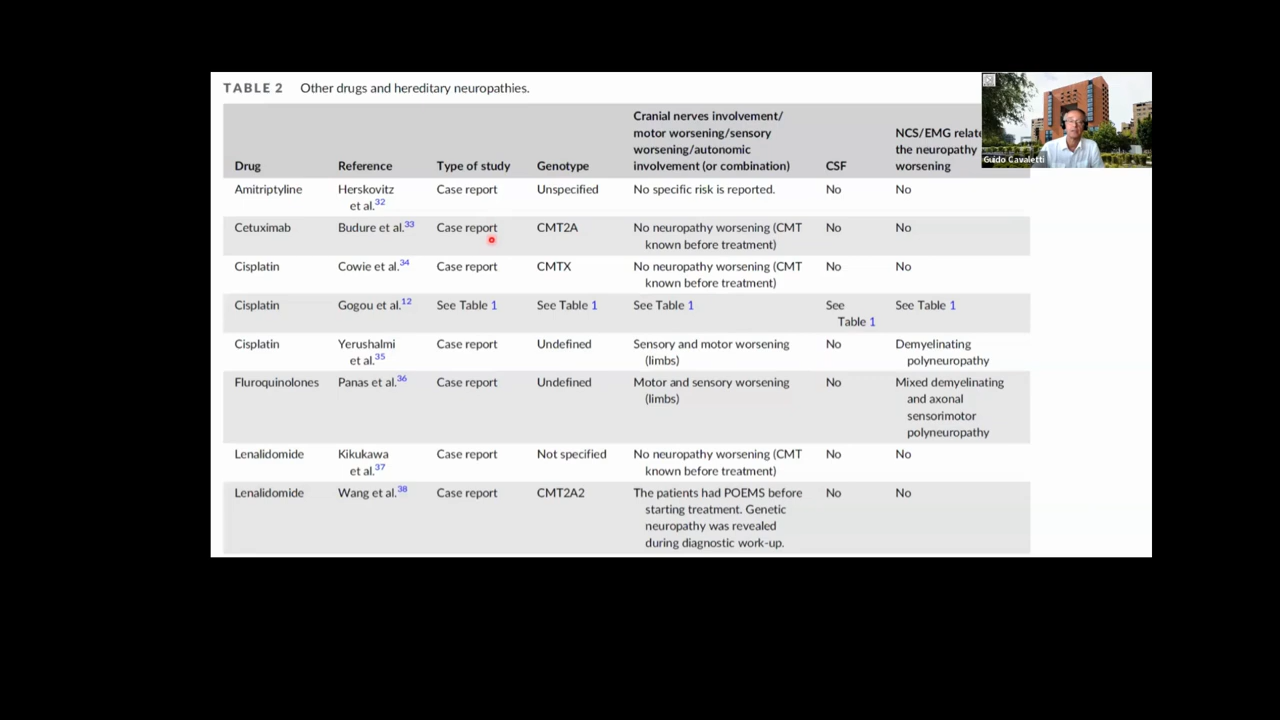 TABLE 2 Other drugs and hereditary neuropathies.
Cranial nerves involvement/
motor worsening/sensory
worsening/autonomic
involvement (or combination)
NCS/EMG relate
the neuropathy
worsening
Drug Reference Type of study Genotype CSF
Guido Cavaletti
Amitriptyline Herskovitz Case report Unspecified No specific risk is reported. No No
et al.32
Cetuximab Budure et al.33 Case report CMT2A No neuropathy worsening (CMT No No
known before treatment)
Cisplatin Cowie et al.34 Case report CMTX No neuropathy worsening (CMT No No
known before treatment)
Cisplatin Gogou et al.12 See Table 1 See Table 1 See Table 1 See See Table 1
Table 1
Cisplatin Yerushalmi Case report Undefined Sensory and motor worsening No Demyelinating
et al.35 (limbs) polyneuropathy
Fluroquinolones Panas et al.36 Case report Undefined Motor and sensory worsening No Mixed demyelinating
(limbs) and axonal
sensorimotor
polyneuropathy
Lenalidomide Kikukawa Case report Not specified No neuropathy worsening (CMT No No
et al.37 known before treatment)
Lenalidomide Wang et al.38 Case report CMT2A2 The patients had POEMS before No No
starting treatment. Genetic
neuropathy was revealed
during diagnostic work-up.